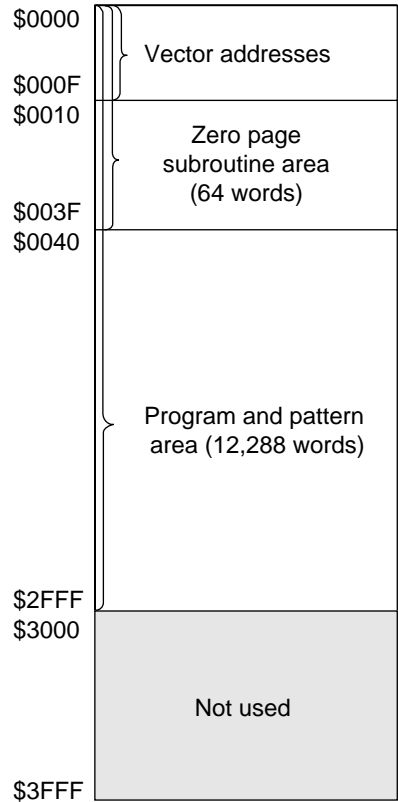 $0000
Vector addresses
$000F
$0010
Zero page
subroutine area
(64 words)
$003F
$0040
Program and pattern
area (12,288 words)
$2FFF
$3000
Not used
$3FFF